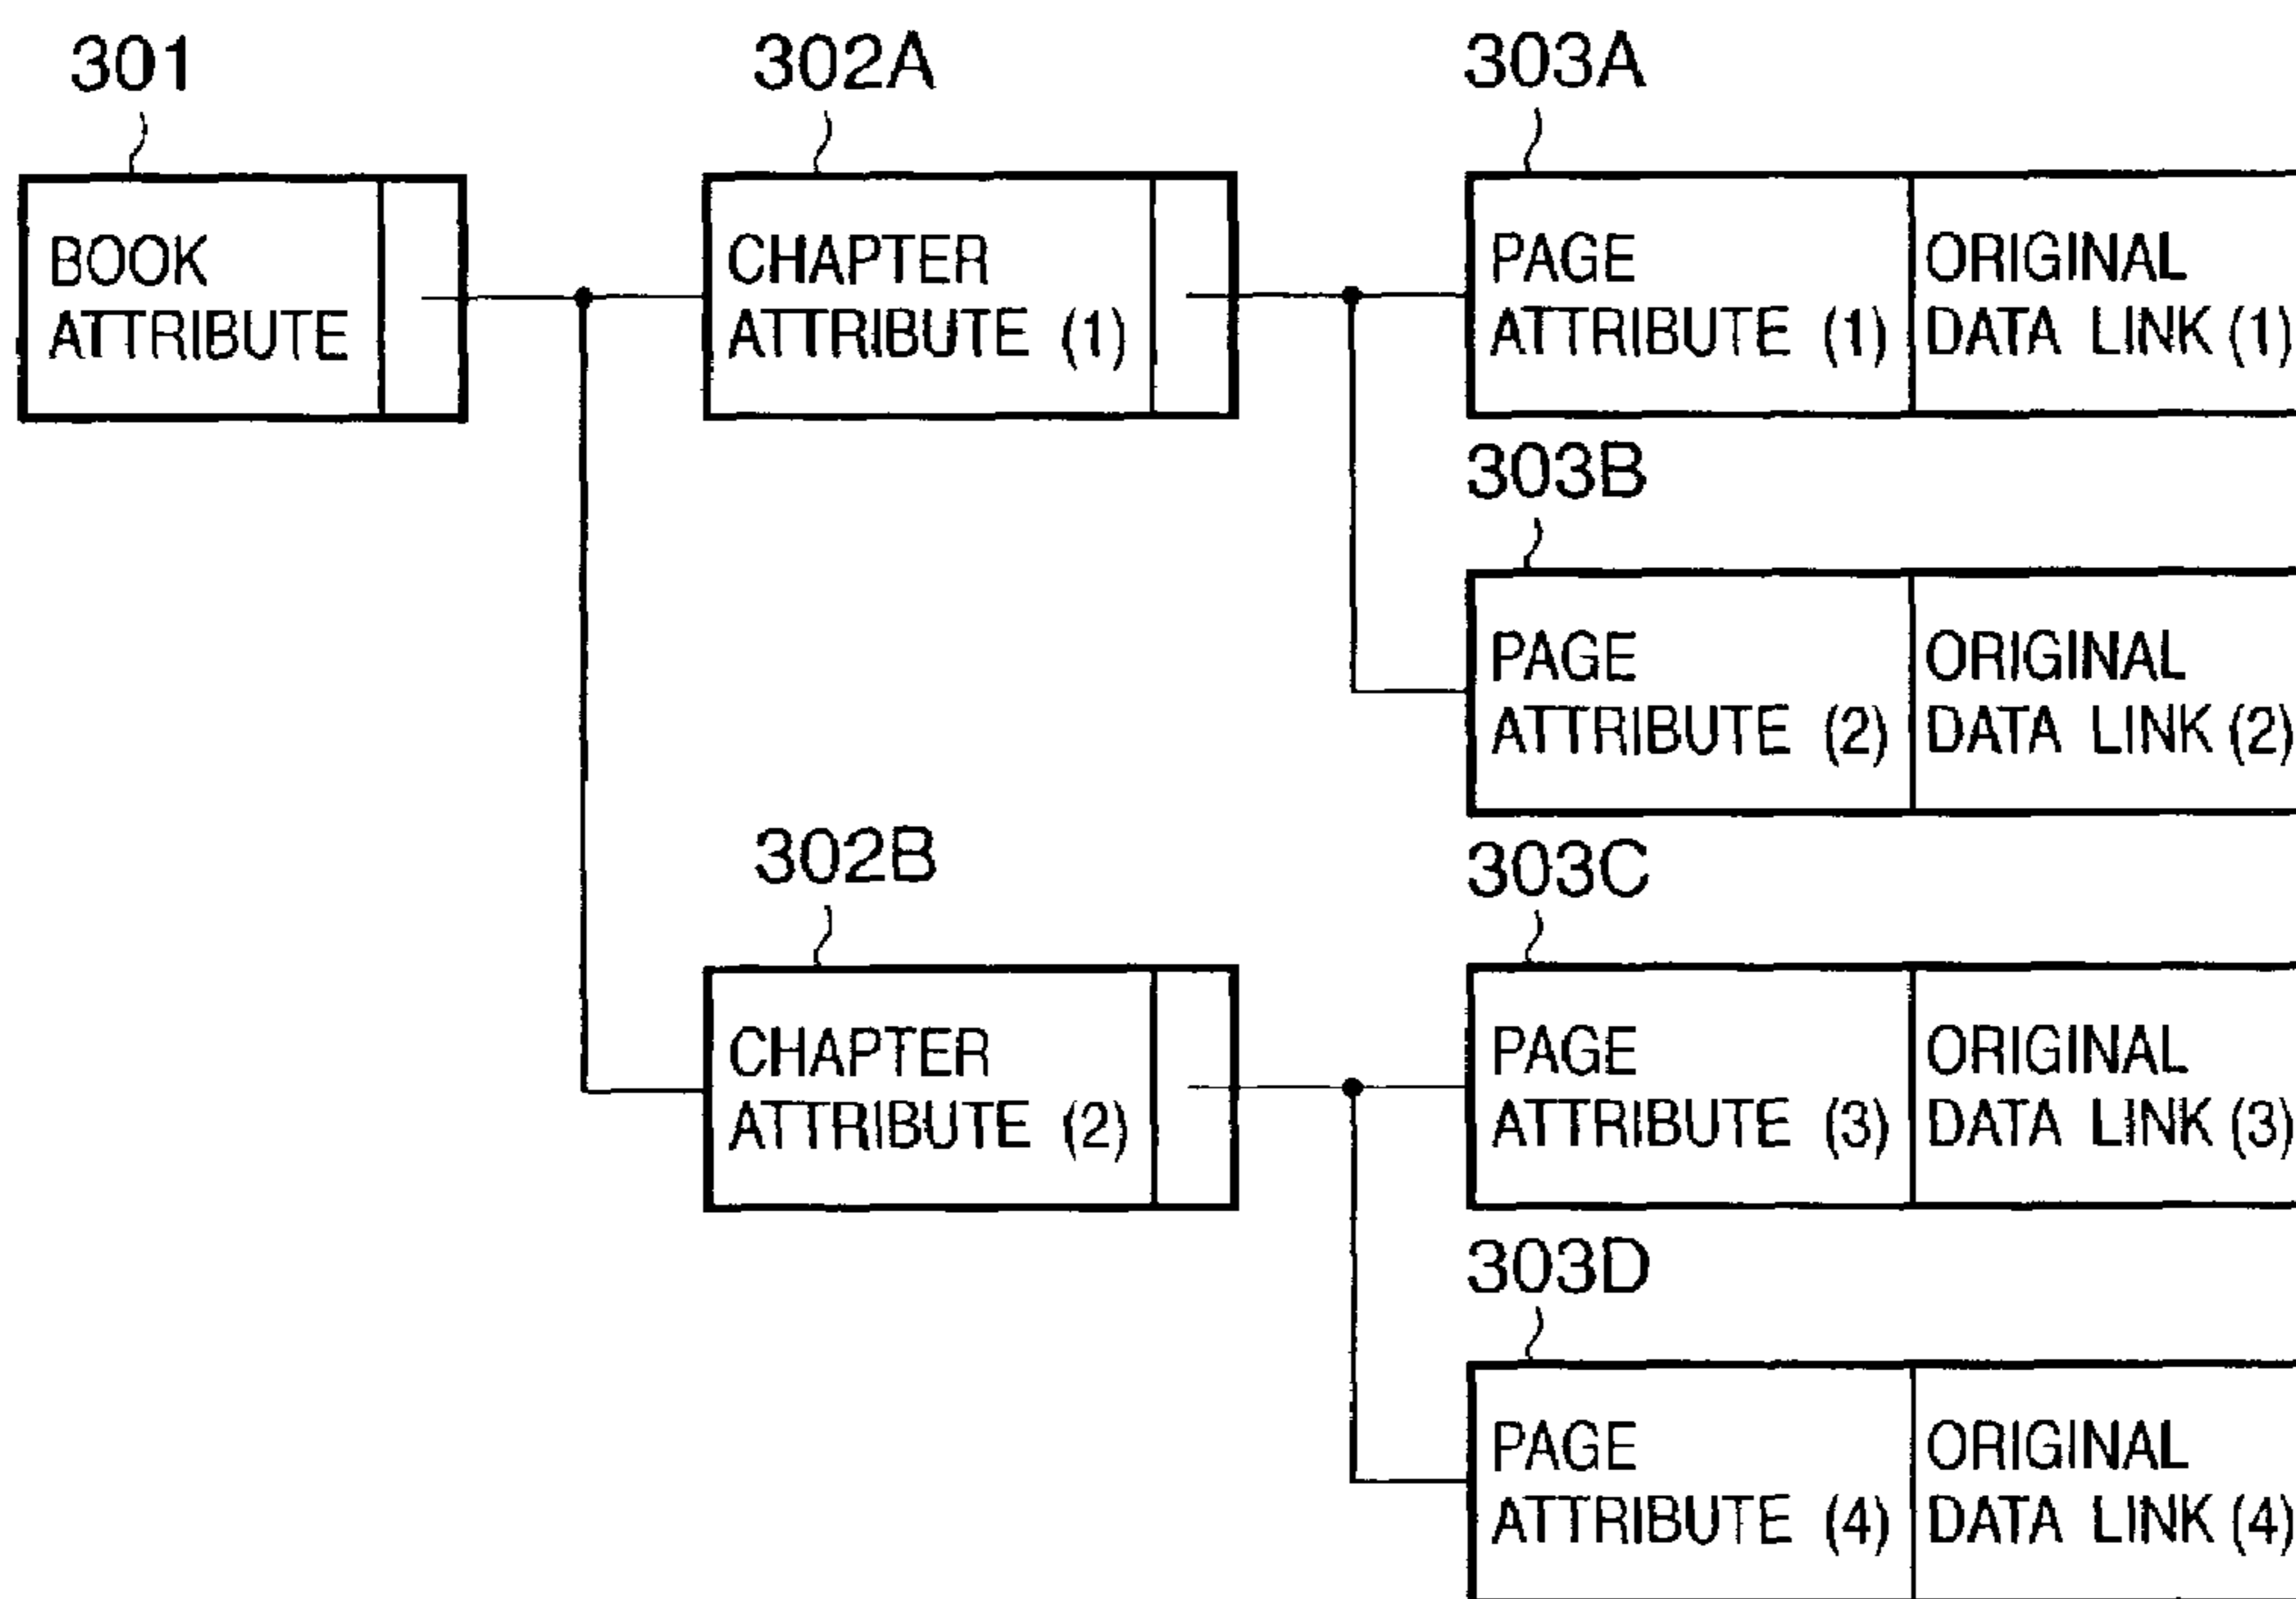 301
302A
303A
BOOK
ATTRIBUTE
CHAPTER
ATTRIBUTE (1)
PAGE
ATTRIBUTE (1)
ORIGINAL
DATA LINK (1)
303B
PAGE
ATTRIBUTE (2)
ORIGINAL
DATA LINK (2)
302B
303C
CHAPTER
ATTRIBUTE (2)
PAGE
ATTRIBUTE (3)
ORIGINAL
DATA LINK (3)
303D
PAGE
ATTRIBUTE (4)
ORIGINAL
DATA LINK (4)